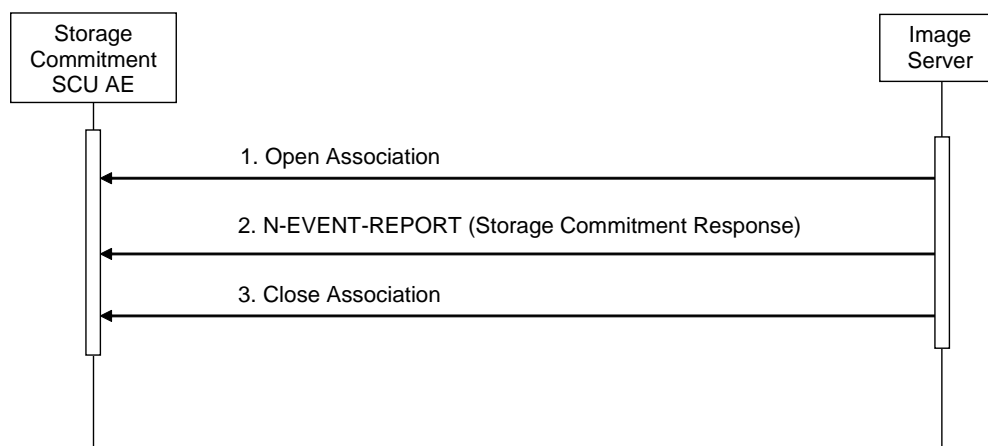 Storage
Commitment
SCU AE
Image
Server
1. Open Association
2. N-EVENT-REPORT (Storage Commitment Response)
3. Close Association